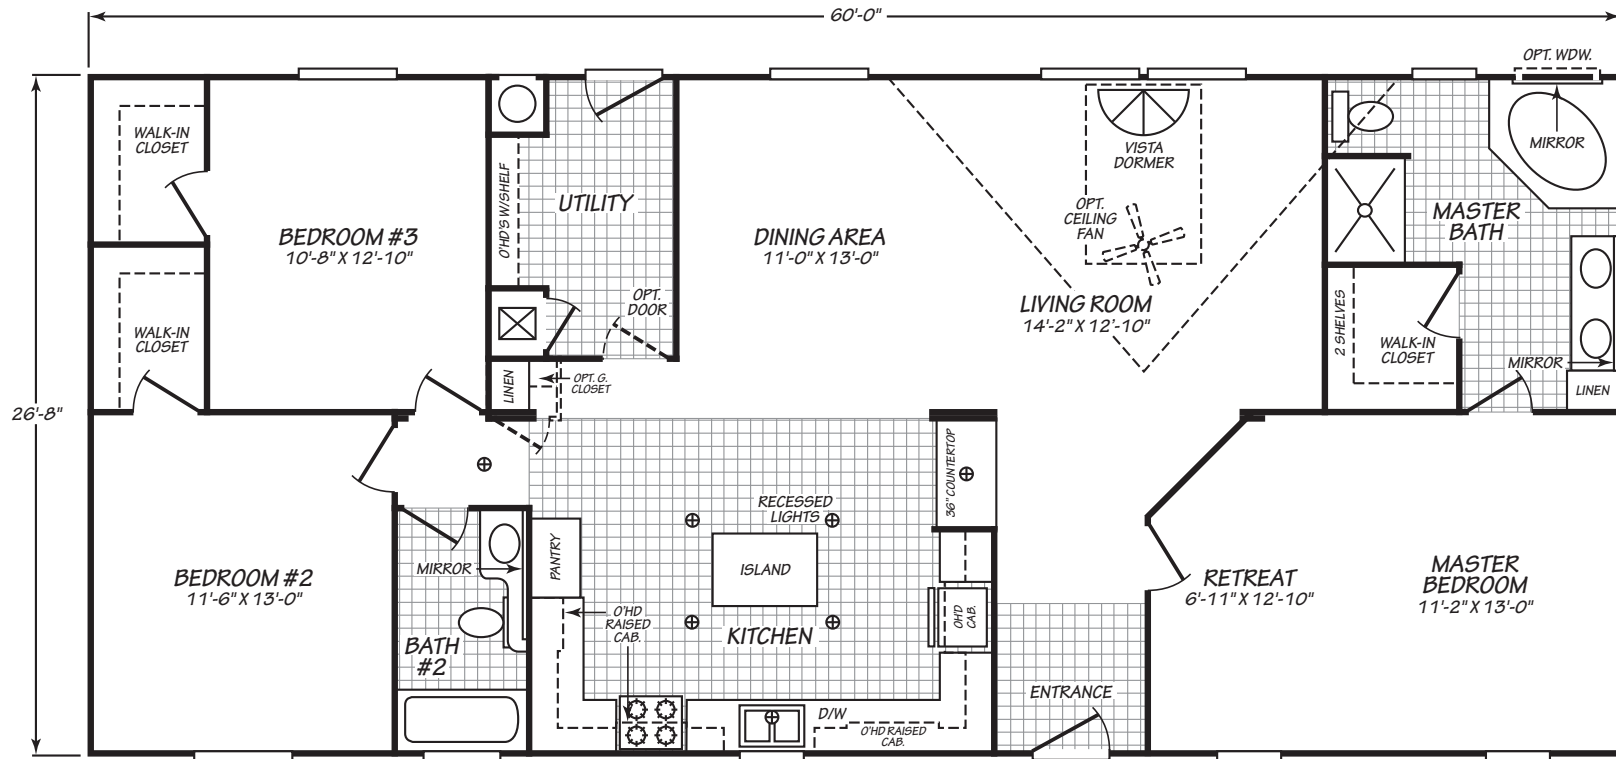 60'-0"
26'-8"
WALK-IN
CLOSET
BEDROOM #3
10'-8" X 12'-10"
WALK-IN
CLOSET
O'HD'S W/SHELF
UTILITY
OPT.
DOOR
LINEN
OPT. G.
CLOSET
DINING AREA
11'-0" X 13'-0"
VISTA
DORMER
OPT.
CEILING
FAN
LIVING ROOM
14'-2" X 12'-10"
OPT. WDW.
MIRROR
MASTER
BATH
2 SHELVES
WALK-IN
CLOSET
MIRROR
LINEN
BEDROOM #2
11'-6" X 13'-0"
MIRROR
BATH
#2
PANTRY
O'HD
RAISED
CAB.
RECESSED
LIGHTS
ISLAND
KITCHEN
36" COUNTERTOP
OH'D
CAB.
D/W
O'HD RAISED
CAB.
ENTRANCE
RETREAT
6'-11" X 12'-10"
MASTER
BEDROOM
11'-2" X 13'-0"